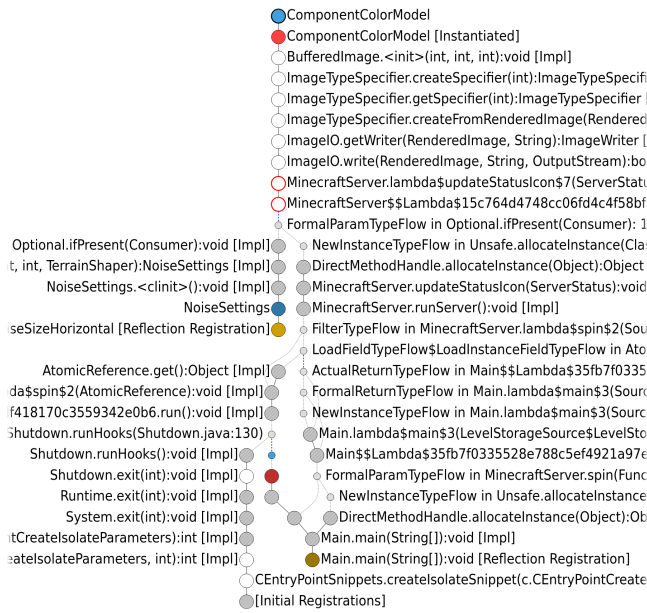 ComponentColorModel
ComponentColorModel [Instantiated]
BufferedImage.<init>(int, int, int):void [Impl]
ImageTypeSpecifier.createSpecifier(int):ImageTypeSpecifi
ImageTypeSpecifier.getSpecifier(int):ImageTypeSpecifier [
ImageTypeSpecifier.createFromRenderedImage(Rendered
ImageIO.getWriter(RenderedImage, String):ImageWriter [
ImageIO.write(RenderedImage, String, OutputStream):bo
MinecraftServer.lambda$updateStatusIcon$7(ServerStatu
MinecraftServer$$Lambda$15c764d4748cc06fd4c4f58bf
FormalParamTypeFlow in Optional.ifPresent(Consumer): 1
Optional.ifPresent(Consumer):void [Impl]
NewInstanceTypeFlow in Unsafe.allocateInstance(Clas
t, int, TerrainShaper):NoiseSettings [Impl]
DirectMethodHandle.allocateInstance(Object):Object
NoiseSettings.<clinit>():void [Impl]
MinecraftServer.updateStatusIcon(ServerStatus):void
NoiseSettings
MinecraftServer.runServer():void [Impl]
iseSizeHorizontal [Reflection Registration]
FilterTypeFlow in MinecraftServer.lambda$spin$2(Sou
LoadFieldTypeFlow$LoadInstanceFieldTypeFlow in Ato
AtomicReference.get():Object [Impl]
ActualReturnTypeFlow in Main$$Lambda$35fb7f0335
da$spin$2(AtomicReference):void [Impl]
FormalReturnTypeFlow in Main.lambda$main$3(Sourc
f418170c3559342e0b6.run():void [Impl]
NewInstanceTypeFlow in Main.lambda$main$3(Sourc
Shutdown.runHooks(Shutdown.java:130)
Main.lambda$main$3(LevelStorageSource$LevelSto
Shutdown.runHooks():void [Impl]
Main$$Lambda$35fb7f0335528e788c5ef4921a97e
Shutdown.exit(int):void [Impl]
FormalParamTypeFlow in MinecraftServer.spin(Func
Runtime.exit(int):void [Impl]
NewInstanceTypeFlow in Unsafe.allocateInstance
System.exit(int):void [Impl]
DirectMethodHandle.allocateInstance(Object):Ob
ntCreateIsolateParameters):int [Impl]
Main.main(String[]):void [Impl]
eateIsolateParameters, int):int [Impl]
Main.main(String[]):void [Reflection Registration]
CEntryPointSnippets.createIsolateSnippet(c.CEntryPointCreate
[Initial Registrations]